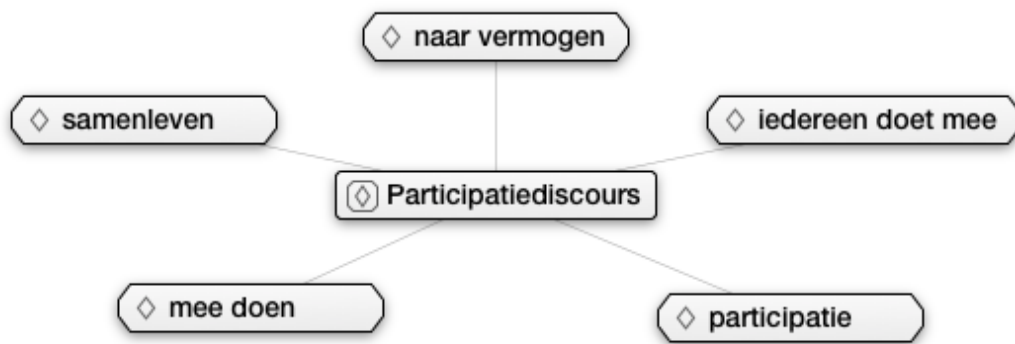 naar vermogen
samenleven
iedereen doet mee
Participatiediscours
mee doen
participatie